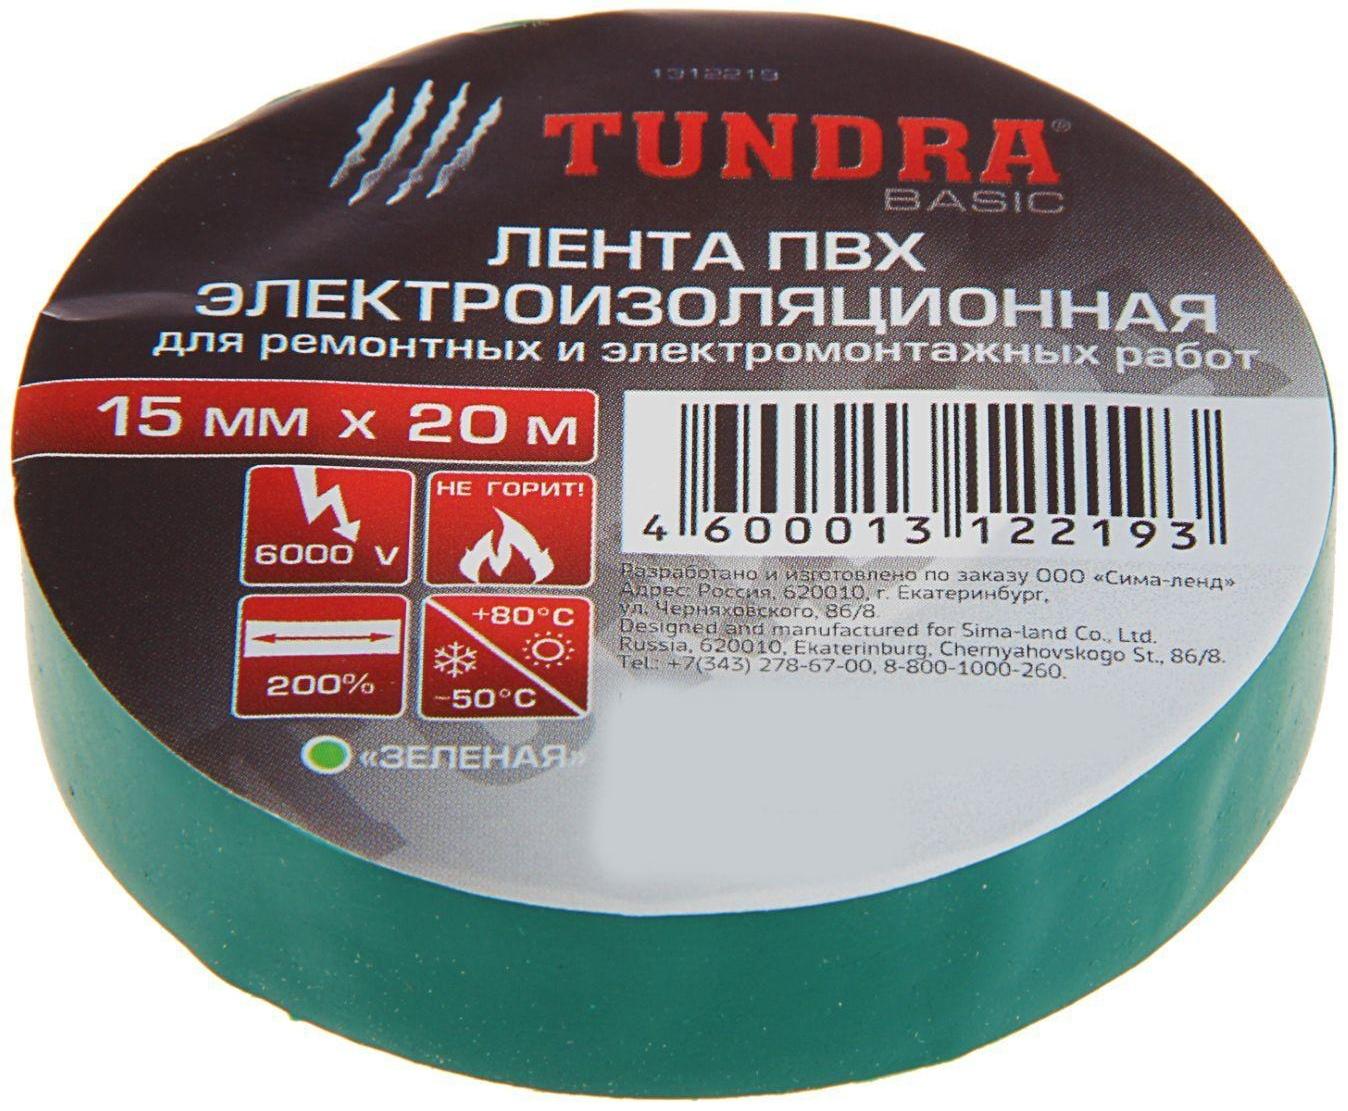 1312219
TUNDRA®
BASIC
ЛЕНТА ПВХ
ЭЛЕКТРОИЗОЛЯЦИОННАЯ
для ремонтных и электромонтажных работ
15 мм х 20 м
6000 V
НЕ ГОРИТ!
200%
+80°C
-50°C
«ЗЕЛЕНАЯ»
4 600013 122193
Разработано и изготовлено по заказу ООО «Сима-ленд»
Адрес: Россия, 620010, г. Екатеринбург,
ул. Черняховского, 86/8.
Designed and manufactured for Sima-land Co., Ltd.
Russia, 620010, Ekaterinburg, Chernyahovskogo St., 86/8.
Tel.: +7(343) 278-67-00, 8-800-1000-260.